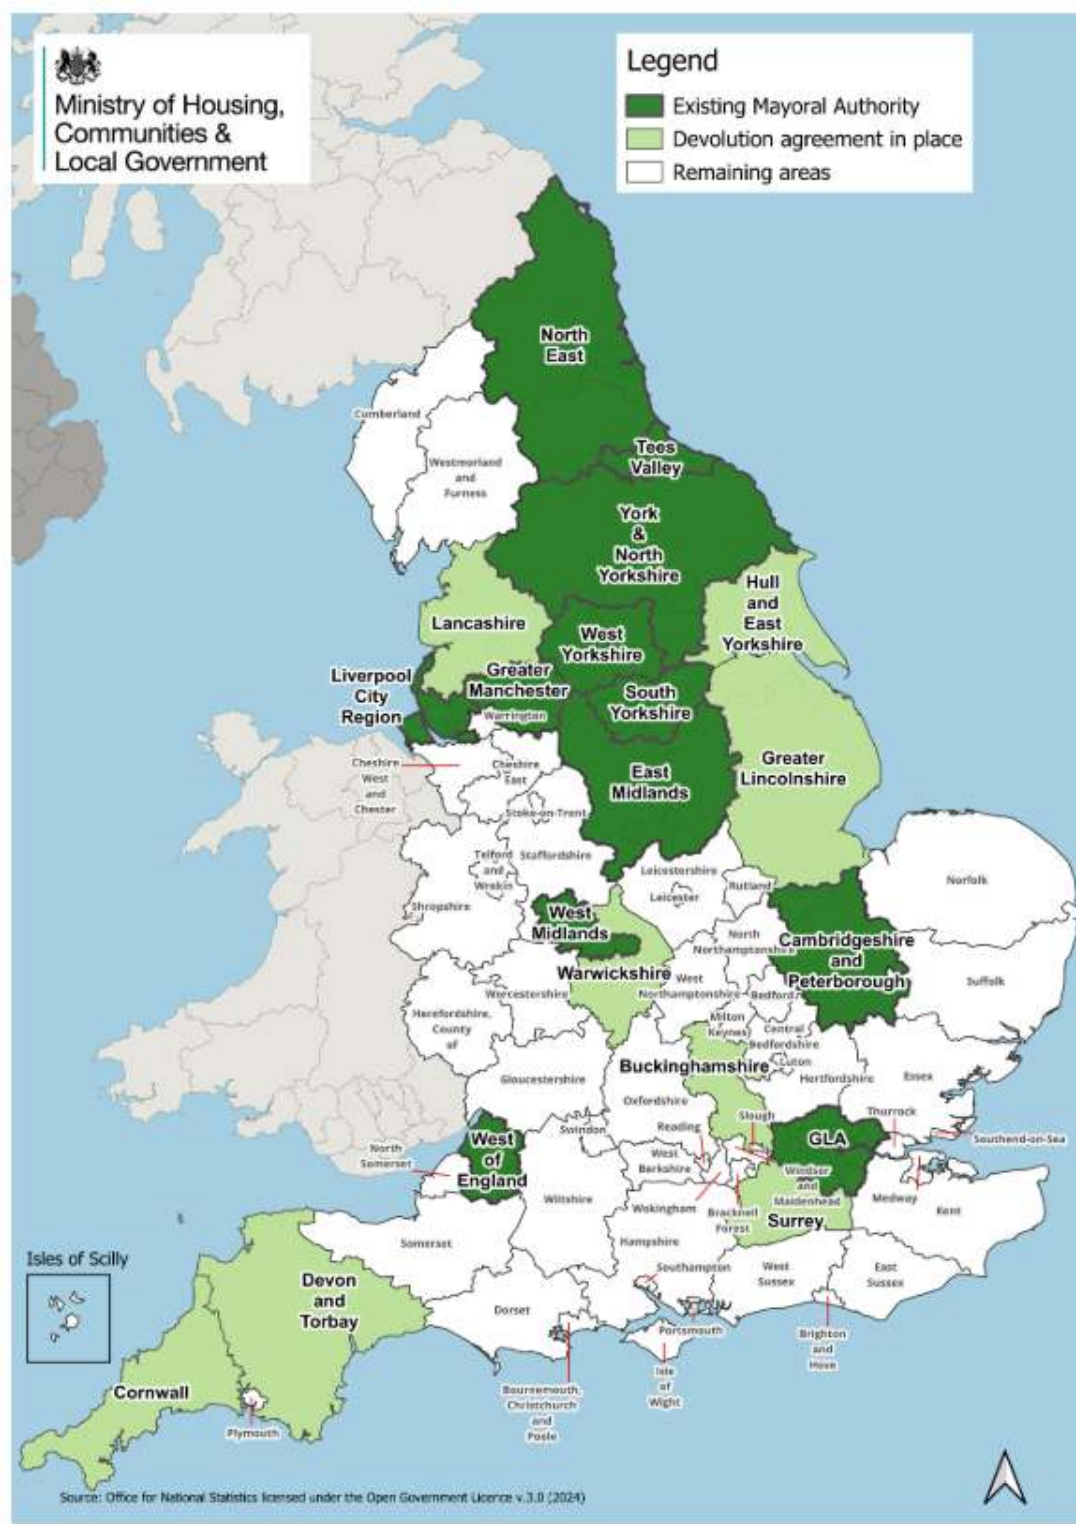 Ministry of Housing,
Communities &
Local Government
Legend
Existing Mayoral Authority
Devolution agreement in place
Remaining areas
North
East
Cumberland
Westmorland
and
Furness
Tees
Valley
York
&
North
Yorkshire
Hull
and
East
Yorkshire
Lancashire
West
Yorkshire
Liverpool
City
Region
Greater
Manchester
South
Yorkshire
Warrington
Cheshire
West
and
Chester
Cheshire
East
East
Midlands
Greater
Lincolnshire
Stoke-on-Trent
Telford
and
Wrekin
Staffordshire
Leicestershire
Leicester
Rutland
Norfolk
Shropshire
West
Midlands
North
Northamptonshire
Cambridgeshire
and
Peterborough
Suffolk
Warwickshire
West
Northamptonshire
Bedford
Worcestershire
Herefordshire,
County
of
Milton
Keynes
Central
Bedfordshire
Luton
Buckinghamshire
Hertfordshire
Essex
Gloucestershire
Oxfordshire
Slough
Thurrock
Reading
Southend-on-Sea
Swindon
GLA
North
Somerset
West
of
England
West
Berkshire
Windsor
and
Maidenhead
Medway
Kent
Wiltshire
Wokingham
Bracknell
Forest
Surrey
Somerset
Hampshire
Isles of Scilly
Devon
and
Torbay
Southampton
West
Sussex
East
Sussex
Dorset
Portsmouth
Brighton
and
Hove
Isle
of
Wight
Cornwall
Bournemouth,
Christchurch
and
Poole
Plymouth
Source: Office for National Statistics licensed under the Open Government Licence v.3.0 (2024)